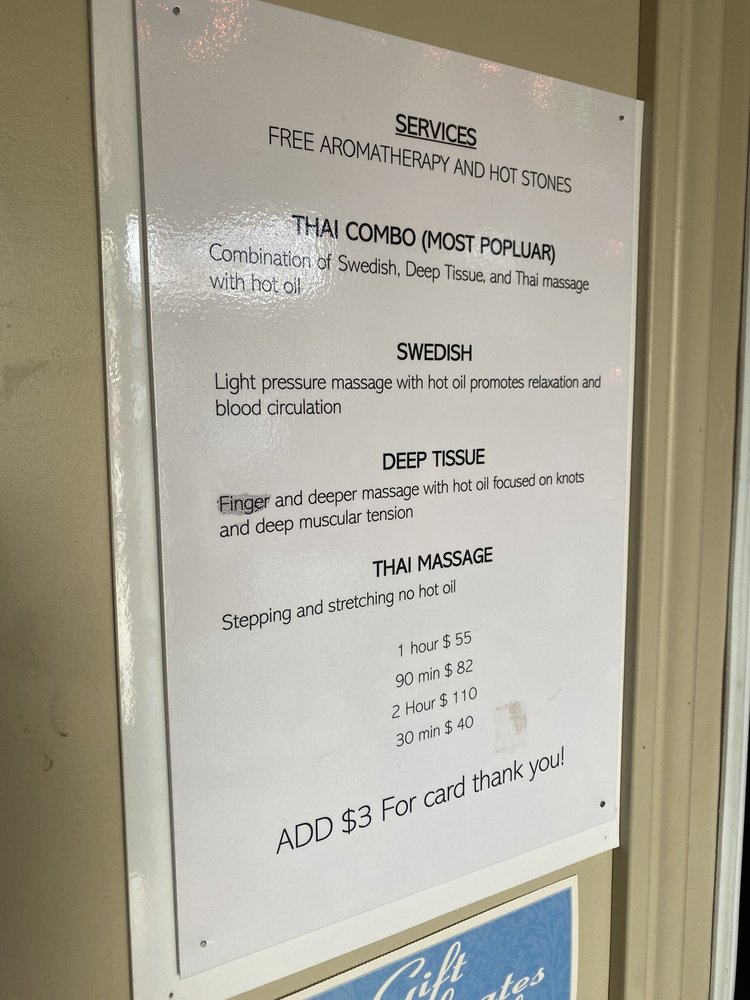 SERVICES
FREE AROMATHERAPY AND HOT STONES
THAI COMBO (MOST POPLUAR)
Combination of Swedish, Deep Tissue, and Thai massage
with hot oil
SWEDISH
Light pressure massage with hot oil promotes relaxation and
blood circulation
DEEP TISSUE
Finger and deeper massage with hot oil focused on knots
and deep muscular tension
THAI MASSAGE
Stepping and stretching no hot oil
1 hour $ 55
90 min $ 82
2 Hour $ 110
30 min $ 40
ADD $3 For card thank you!
Gift